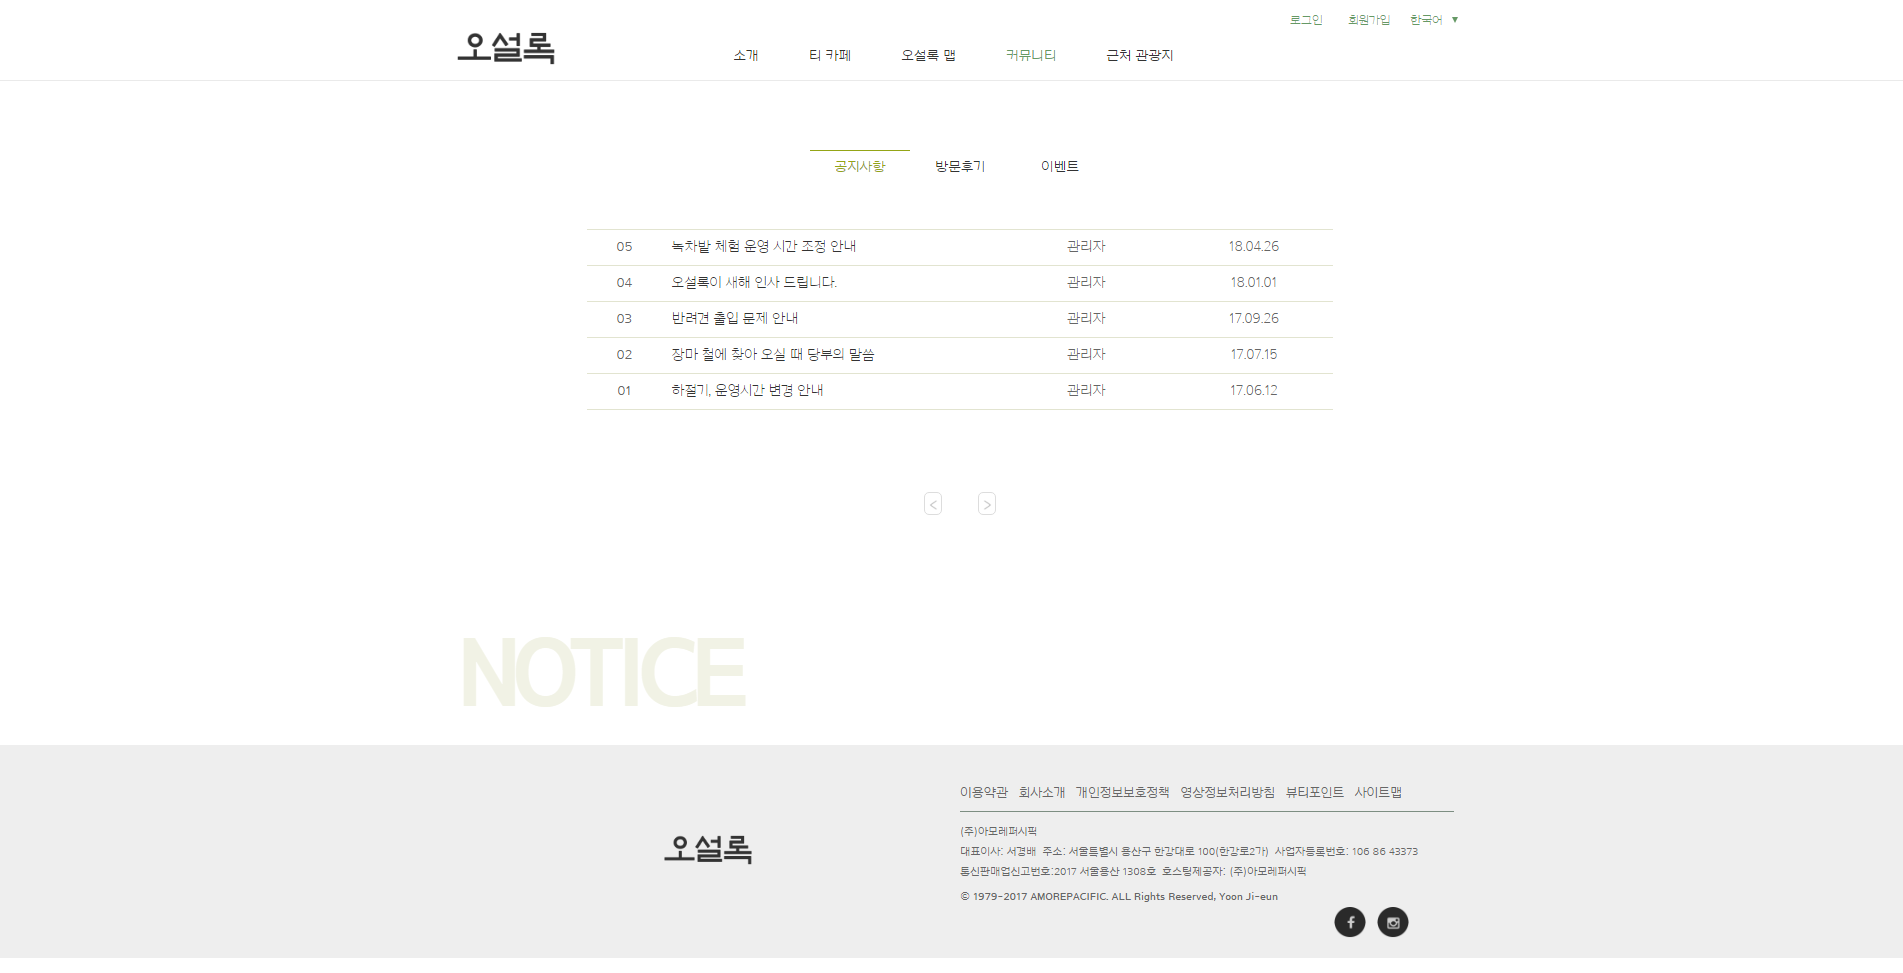 로그인 회원가입 한국어 ▼
오설록
소개 티 카페 오설록 맵 커뮤니티 근처 관광지
공지사항 방문후기 이벤트
05 녹차밭 체험 운영 시간 조정 안내 관리자 18.04.26
04 오설록이 새해 인사 드립니다. 관리자 18.01.01
03 반려견 출입 문제 안내 관리자 17.09.26
02 장마 철에 찾아 오실 때 당부의 말씀 관리자 17.07.15
01 하절기, 운영시간 변경 안내 관리자 17.06.12
< >
NOTICE
이용약관 회사소개 개인정보보호정책 영상정보처리방침 뷰티포인트 사이트맵
오설록
(주)아모레퍼시픽
대표이사: 서경배 주소: 서울특별시 용산구 한강대로 100(한강로2가) 사업자등록번호: 106 86 43373
통신판매업신고번호:2017 서울용산 1308호 호스팅제공자: (주)아모레퍼시픽
© 1979-2017 AMOREPACIFIC. ALL Rights Reserved, Yoon Ji-eun